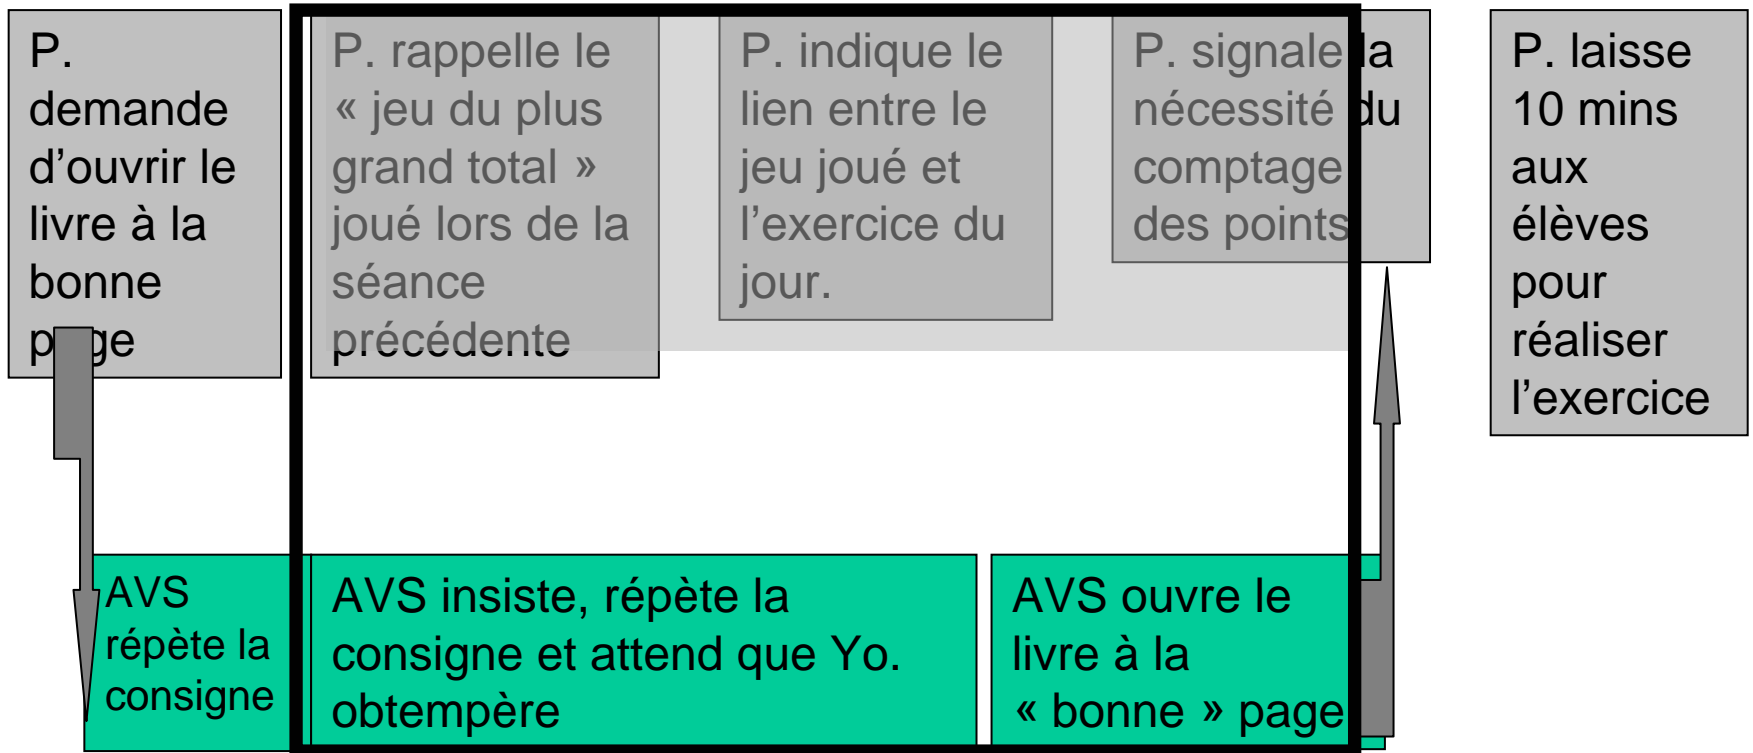 P.
demande
d’ouvrir le
livre à la
bonne
page
P. rappelle le
« jeu du plus
grand total »
joué lors de la
séance
précédente
P. indique le
lien entre le
jeu joué et
l’exercice du
jour.
P. signale la
nécessité du
comptage
des points
P. laisse
10 mins
aux
élèves
pour
réaliser
l’exercice
AVS
répète la
consigne
AVS insiste, répète la
consigne et attend que Yo.
obtempère
AVS ouvre le
livre à la
« bonne » page